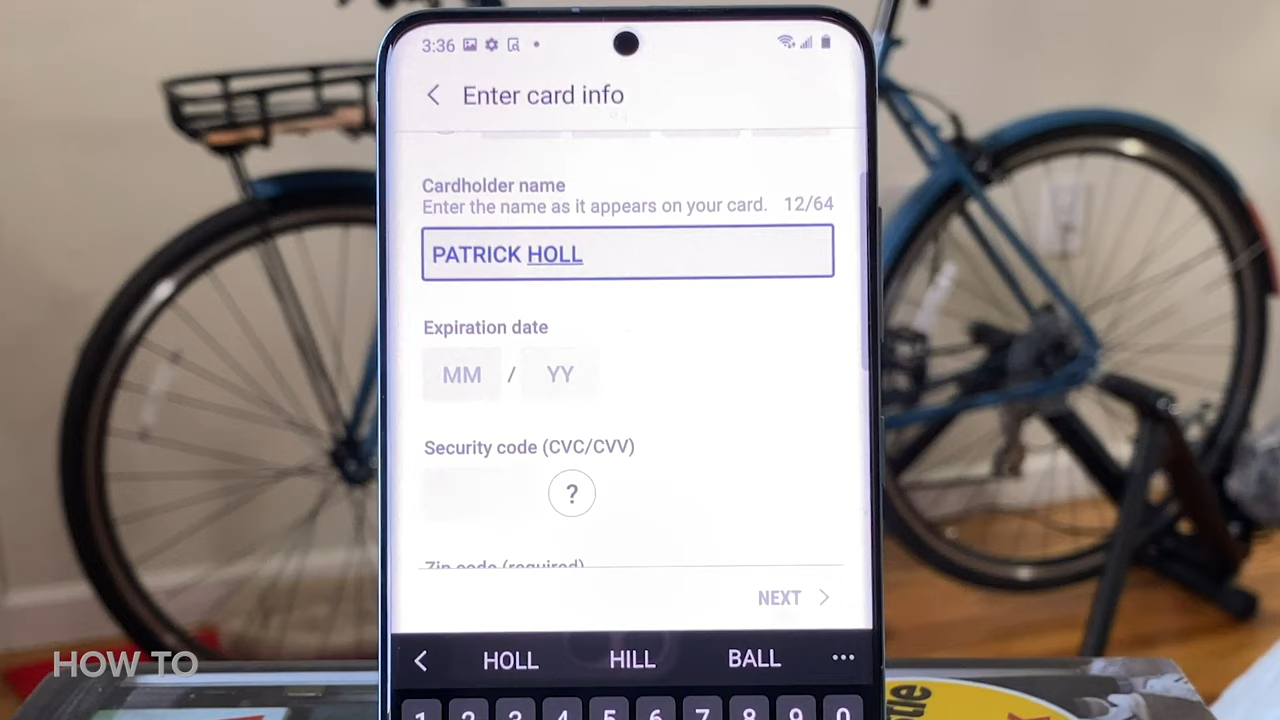 3:36
Enter card info
Cardholder name
Enter the name as it appears on your card. 12/64
PATRICK HOLL
Expiration date
MM / YY
Security code (CVC/CVV)
?
Zip code (required)
NEXT
HOLL HILL BALL
1 2 3 4 5 6 7 8 9 0
HOW TO